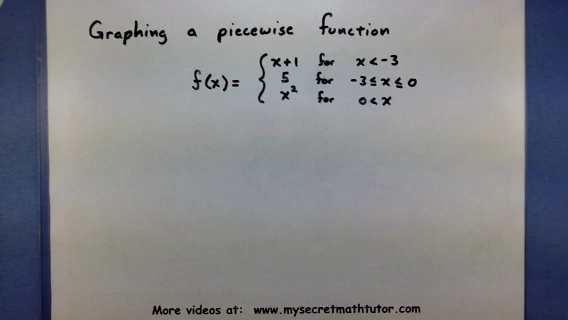 Graphing a piecewise function
f(x) = { x+1 for x < -3
5 for -3 ≤ x ≤ 0
x² for 0 < x
More videos at: www.mysecretmathtutor.com